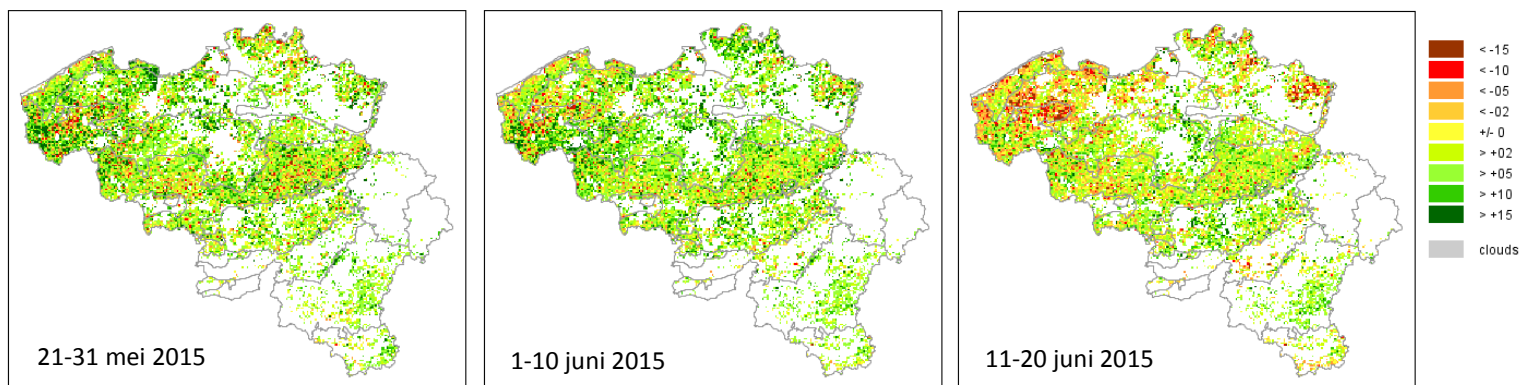 21-31 mei 2015
1-10 juni 2015
11-20 juni 2015
< -15
< -10
< -05
< -02
+/- 0
> +02
> +05
> +10
> +15
clouds